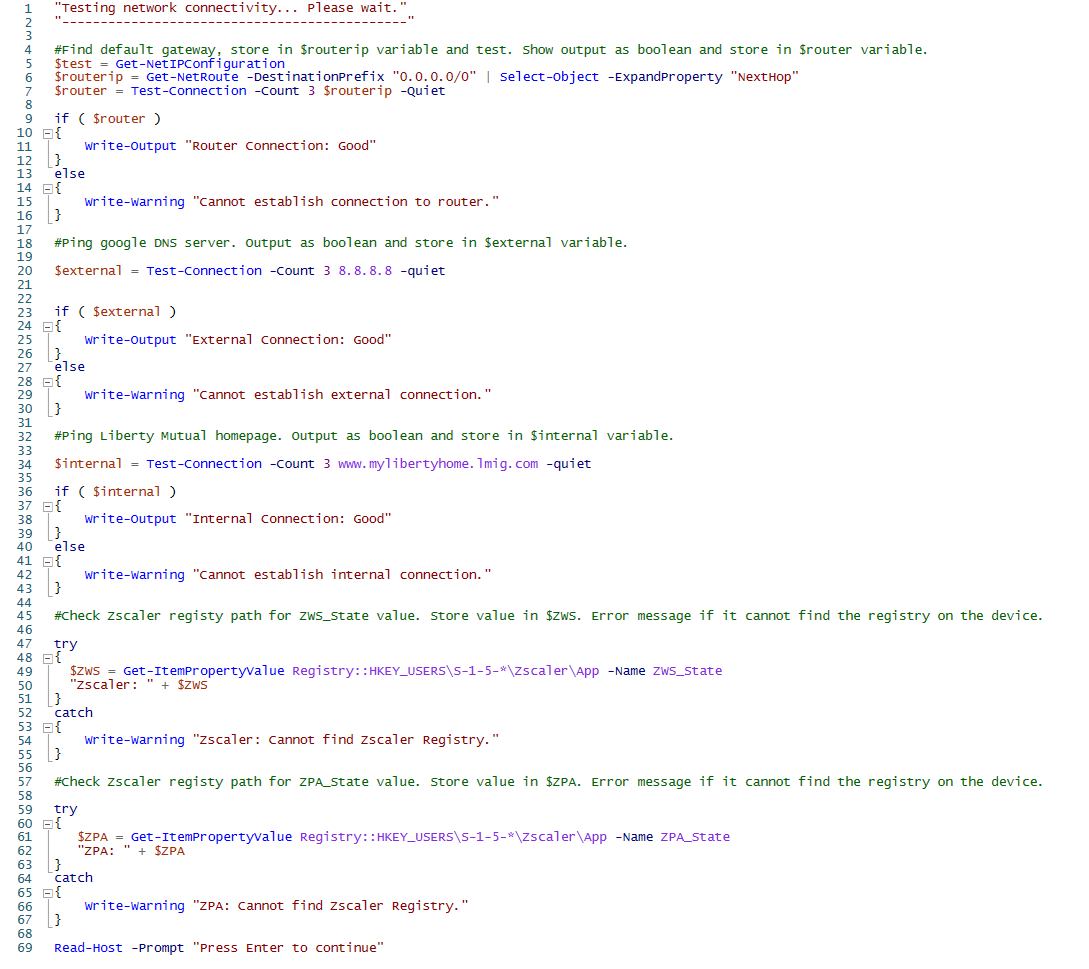 1 "Testing network connectivity... Please wait."
2 "---------------------------------------------"
3
4 #Find default gateway, store in $routerip variable and test. Show output as boolean and store in $router variable.
5 $test = Get-NetIPConfiguration
6 $routerip = Get-NetRoute -DestinationPrefix "0.0.0.0/0" | Select-Object -ExpandProperty "NextHop"
7 $router = Test-Connection -Count 3 $routerip -Quiet
8
9 if ( $router )
10 {
11 Write-Output "Router Connection: Good"
12 }
13 else
14 {
15 Write-Warning "Cannot establish connection to router."
16 }
17
18 #Ping google DNS server. Output as boolean and store in $external variable.
19
20 $external = Test-Connection -Count 3 8.8.8.8 -quiet
21
22
23 if ( $external )
24 {
25 Write-Output "External Connection: Good"
26 }
27 else
28 {
29 Write-Warning "Cannot establish external connection."
30 }
31
32 #Ping Liberty Mutual homepage. Output as boolean and store in $internal variable.
33
34 $internal = Test-Connection -Count 3 www.mylibertyhome.lmig.com -quiet
35
36 if ( $internal )
37 {
38 Write-Output "Internal Connection: Good"
39 }
40 else
41 {
42 Write-Warning "Cannot establish internal connection."
43 }
44
45 #Check Zscaler registy path for ZWS_State value. Store value in $ZWS. Error message if it cannot find the registry on the device.
46
47 try
48 {
49 $ZWS = Get-ItemPropertyValue Registry::HKEY_USERS\S-1-5-*\Zscaler\App -Name ZWS_State
50 "Zscaler: " + $ZWS
51 }
52 catch
53 {
54 Write-Warning "Zscaler: Cannot find Zscaler Registry."
55 }
56
57 #Check Zscaler registy path for ZPA_State value. Store value in $ZPA. Error message if it cannot find the registry on the device.
58
59 try
60 {
61 $ZPA = Get-ItemPropertyValue Registry::HKEY_USERS\S-1-5-*\Zscaler\App -Name ZPA_State
62 "ZPA: " + $ZPA
63 }
64 catch
65 {
66 Write-Warning "ZPA: Cannot find Zscaler Registry."
67 }
68
69 Read-Host -Prompt "Press Enter to continue"